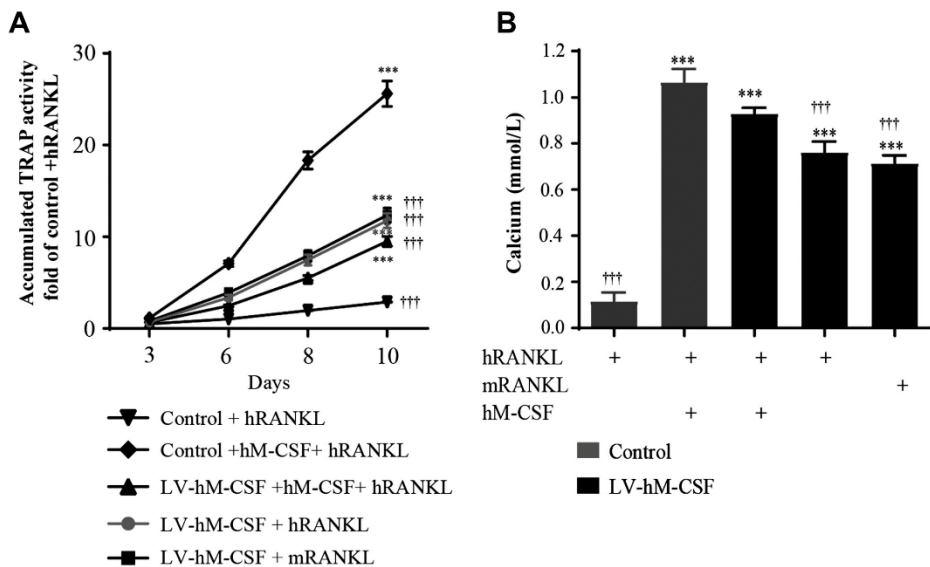 A
Accumulated TRAP activity
fold of control +hRANKL
30
20
10
0
3
6
8
10
Days
***
***
***
***
†††
†††
†††
†††
Control + hRANKL
Control +hM-CSF+ hRANKL
LV-hM-CSF +hM-CSF+ hRANKL
LV-hM-CSF + hRANKL
LV-hM-CSF + mRANKL
B
Calcium (mmol/L)
1.2
1.0
0.8
0.6
0.4
0.2
0.0
†††
***
***
†††
***
†††
***
hRANKL + + + +
mRANKL +
hM-CSF + +
Control
LV-hM-CSF